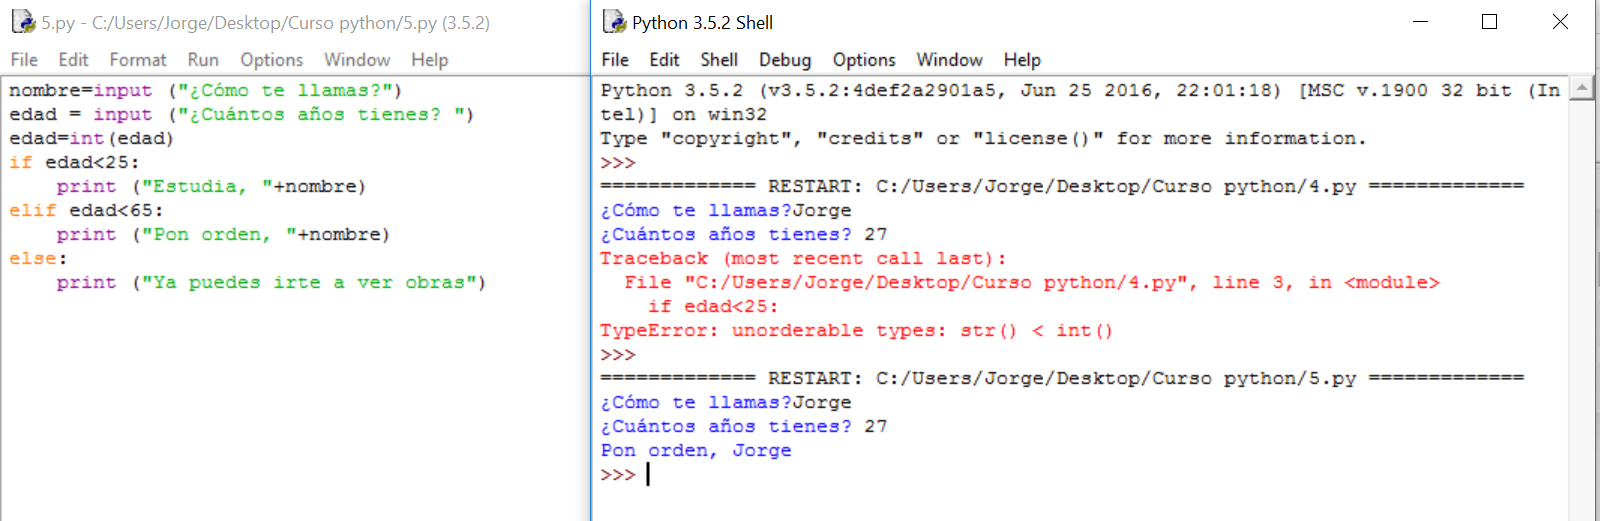 5.py - C:/Users/Jorge/Desktop/Curso python/5.py (3.5.2)
File Edit Format Run Options Window Help
nombre=input ("¿Cómo te llamas?")
edad = input ("¿Cuántos años tienes? ")
edad=int(edad)
if edad<25:
    print ("Estudia, "+nombre)
elif edad<65:
    print ("Pon orden, "+nombre)
else:
    print ("Ya puedes irte a ver obras")
Python 3.5.2 Shell
File Edit Shell Debug Options Window Help
Python 3.5.2 (v3.5.2:4def2a2901a5, Jun 25 2016, 22:01:18) [MSC v.1900 32 bit (In
tel)] on win32
Type "copyright", "credits" or "license()" for more information.
>>>
============= RESTART: C:/Users/Jorge/Desktop/Curso python/4.py =============
¿Cómo te llamas?Jorge
¿Cuántos años tienes? 27
Traceback (most recent call last):
  File "C:/Users/Jorge/Desktop/Curso python/4.py", line 3, in <module>
    if edad<25:
TypeError: unorderable types: str() < int()
>>>
============= RESTART: C:/Users/Jorge/Desktop/Curso python/5.py =============
¿Cómo te llamas?Jorge
¿Cuántos años tienes? 27
Pon orden, Jorge
>>>